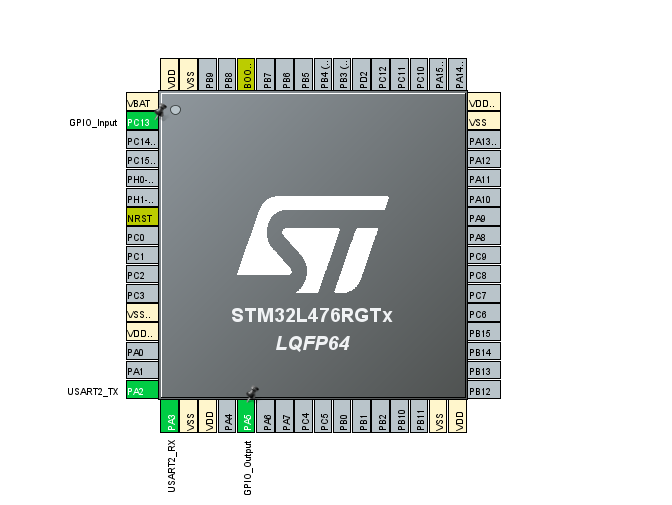 VDD
VSS
PB9
PB8
BOO..
PB7
PB6
PB5
PB4 (..
PB3 (..
PD2
PC12
PC11
PC10
PA15..
PA14..
VBAT
GPIO_Input PC13
PC14..
PC15..
PH0-..
PH1-..
NRST
PC0
PC1
PC2
PC3
VSS..
VDD..
PA0
PA1
USART2_TX PA2
STM32L476RGTx
LQFP64
VDD..
VSS
PA13..
PA12
PA11
PA10
PA9
PA8
PC9
PC8
PC7
PC6
PB15
PB14
PB13
PB12
PA3
VSS
VDD
PA4
PA5
PA6
PA7
PC4
PC5
PB0
PB1
PB2
PB10
PB11
VSS
VDD
USART2_RX
GPIO_Output